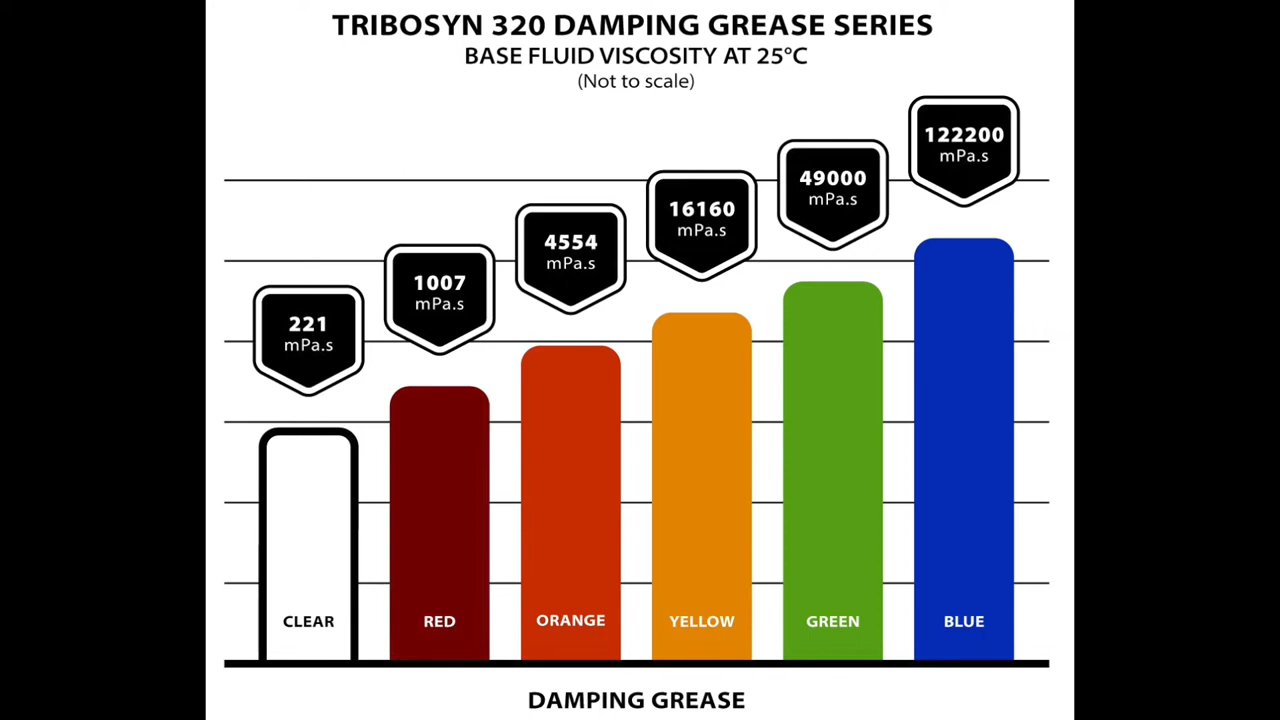 TRIBOSYN 320 DAMPING GREASE SERIES
BASE FLUID VISCOSITY AT 25°C
(Not to scale)
221
mPa.s
1007
mPa.s
4554
mPa.s
16160
mPa.s
49000
mPa.s
122200
mPa.s
CLEAR
RED
ORANGE
YELLOW
GREEN
BLUE
DAMPING GREASE